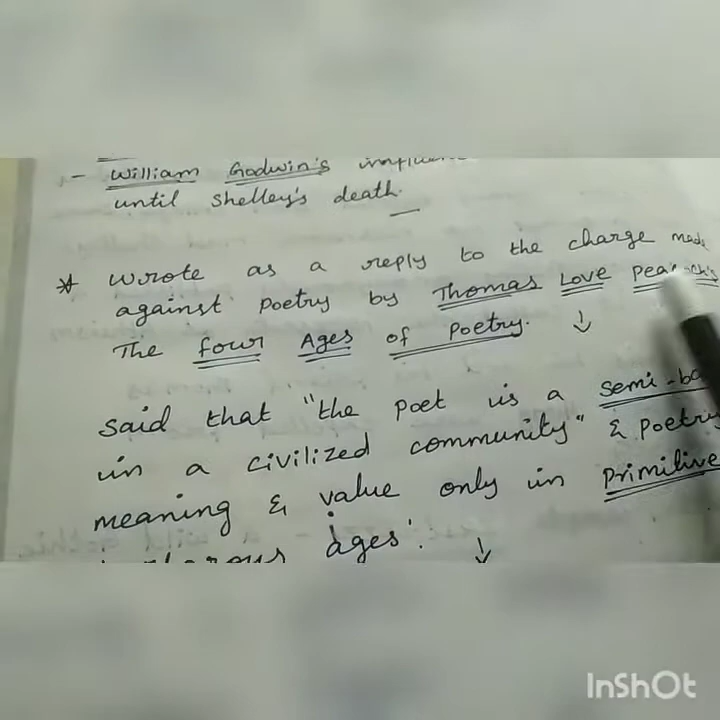 - William Godwin's
until Shelley's death.
* Wrote as a reply to the charge made
against Poetry by Thomas Love
The four Ages of Poetry. ↓
said that "the poet is a semi-
in a civilized community" & Poetry
meaning & value only in Primitive
ages'. ↓
InShOt